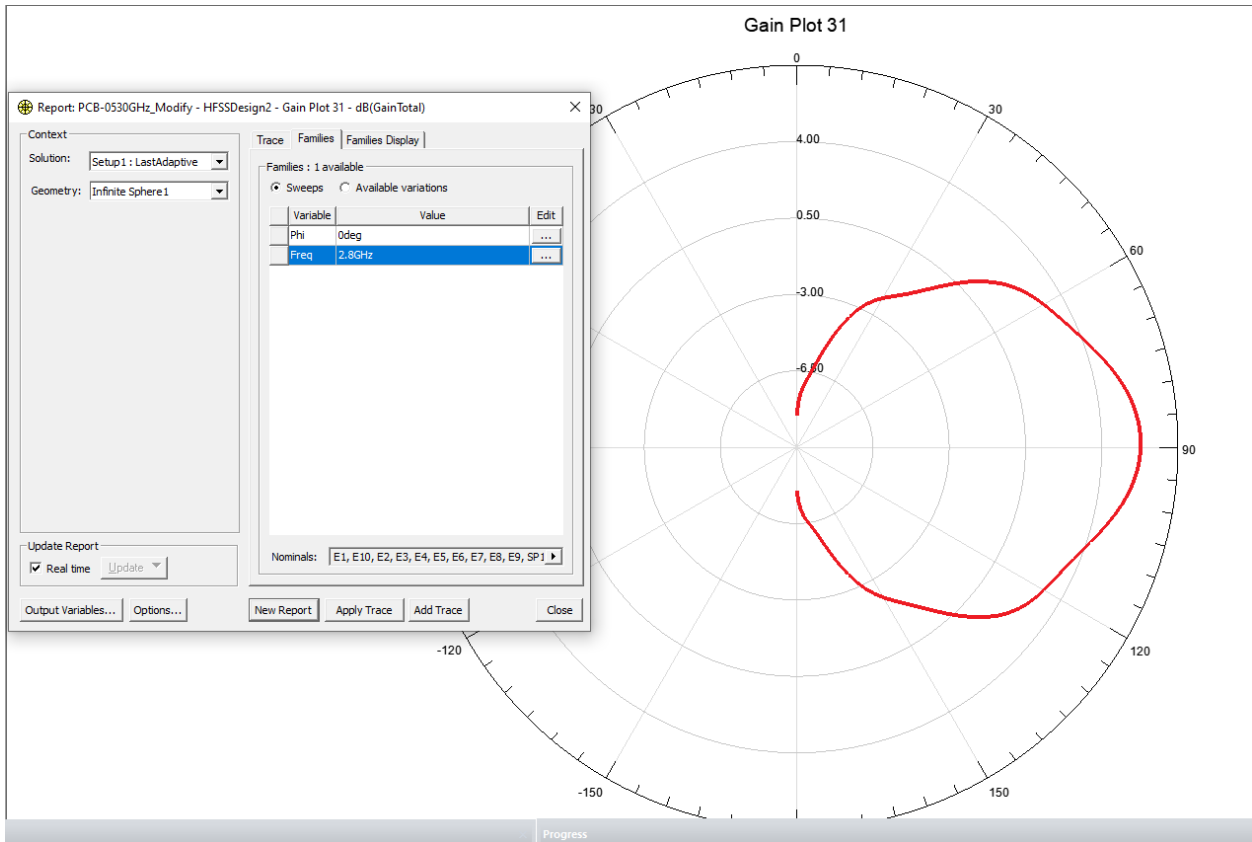 Gain Plot 31
Report: PCB-0530GHz_Modify - HFSSDesign2 - Gain Plot 31 - dB(GainTotal)
Context
Solution: Setup1 : LastAdaptive
Geometry: Infinite Sphere1
Trace Families Families Display
Families : 1 available
Sweeps Available variations
Variable Value Edit
Phi 0deg ...
Freq 2.8GHz ...
Nominals: E1, E10, E2, E3, E4, E5, E6, E7, E8, E9, SP1
Update Report
Real time Update
Output Variables... Options... New Report Apply Trace Add Trace Close
0
30
30
4.00
0.50
60
-3.00
-6.50
90
-120
120
-150
150
Progress